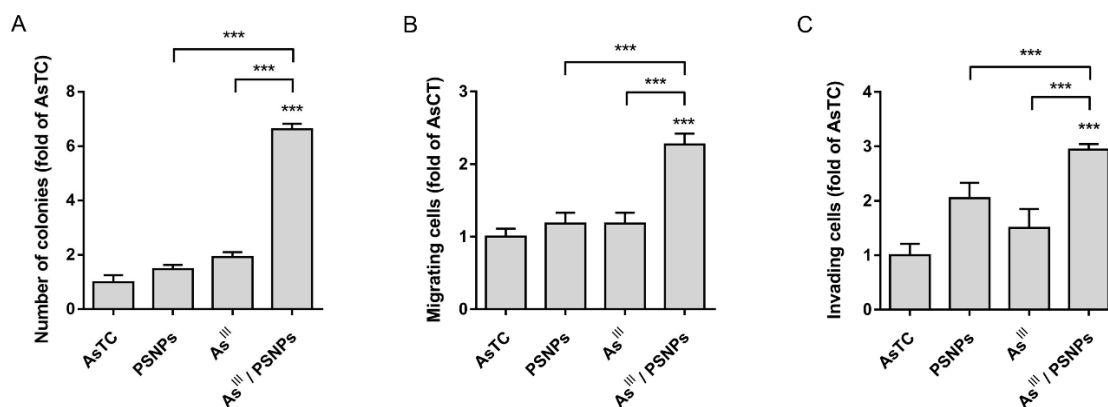 A
Number of colonies (fold of AsTC)
8
6
4
2
0
***
***
***
AsTC
PSNPs
As^III
As^III / PSNPs
B
Migrating cells (fold of AsCT)
3
2
1
0
***
***
***
AsTC
PSNPs
As^III
As^III / PSNPs
C
Invading cells (fold of AsTC)
4
3
2
1
0
***
***
***
AsTC
PSNPs
As^III
As^III / PSNPs